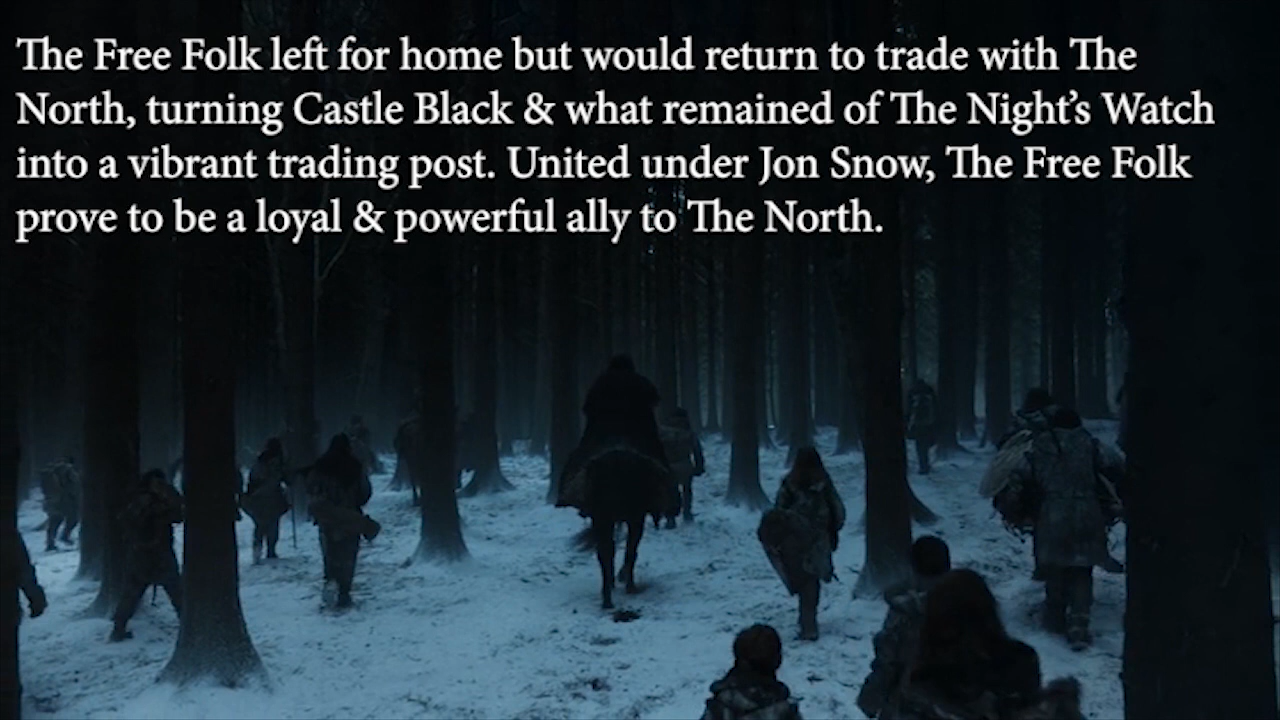 The Free Folk left for home but would return to trade with The
North, turning Castle Black & what remained of The Night’s Watch
into a vibrant trading post. United under Jon Snow, The Free Folk
prove to be a loyal & powerful ally to The North.